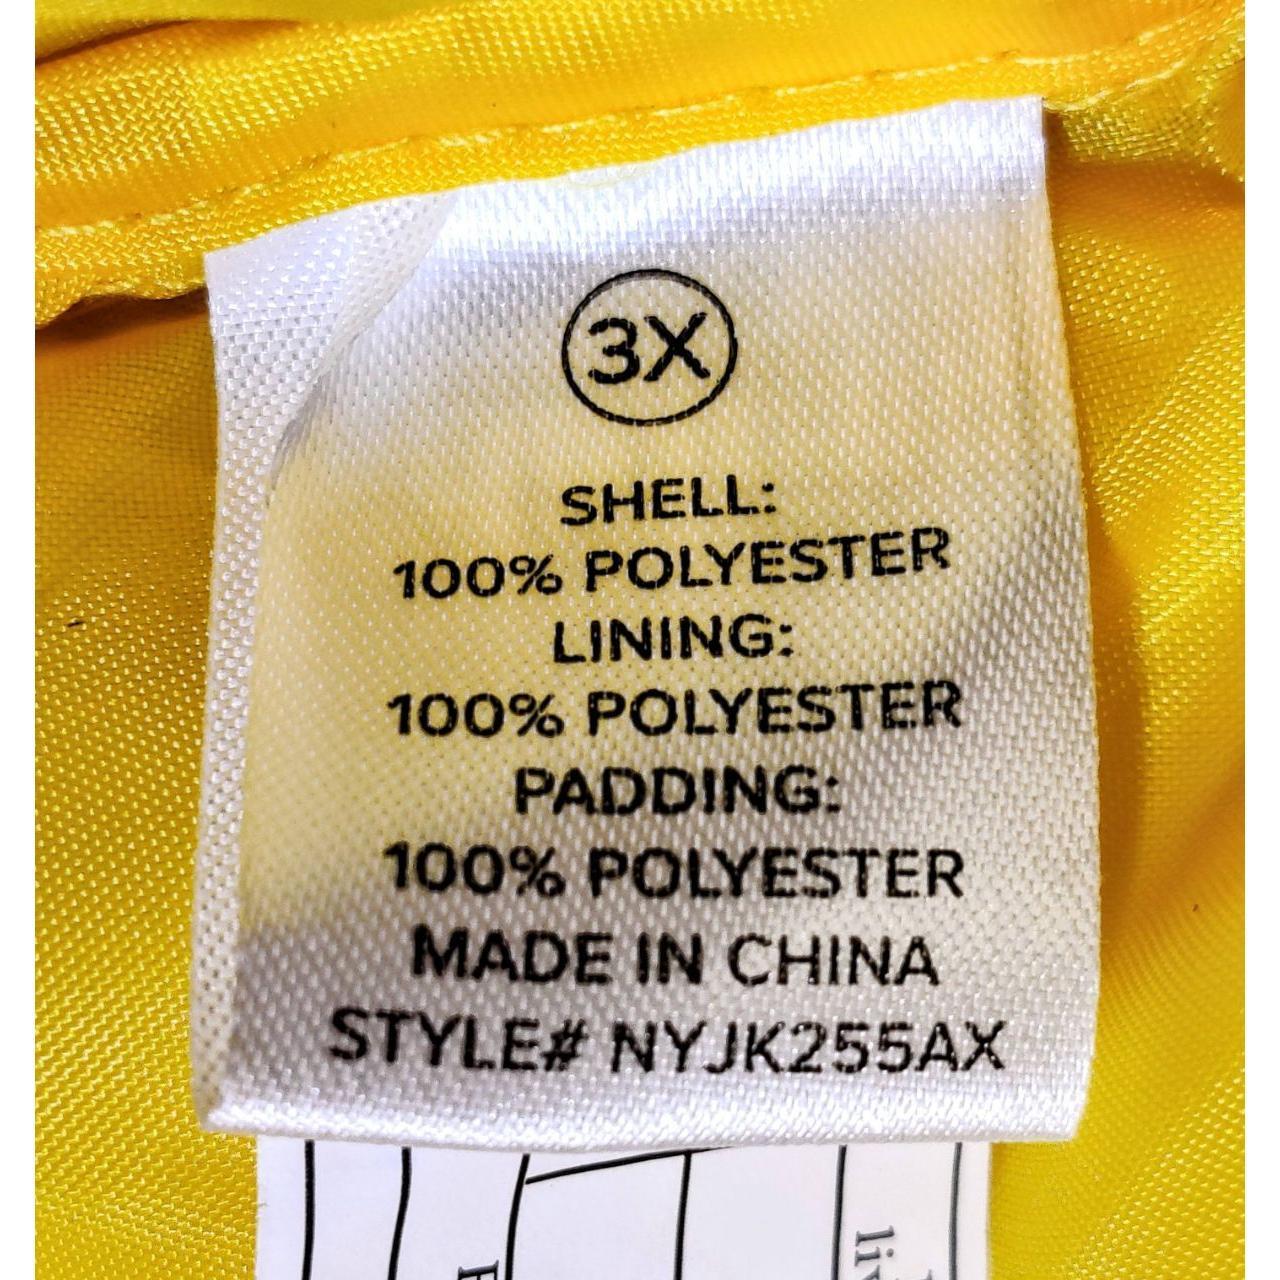 3X
SHELL:
100% POLYESTER
LINING:
100% POLYESTER
PADDING:
100% POLYESTER
MADE IN CHINA
STYLE# NYJK255AX